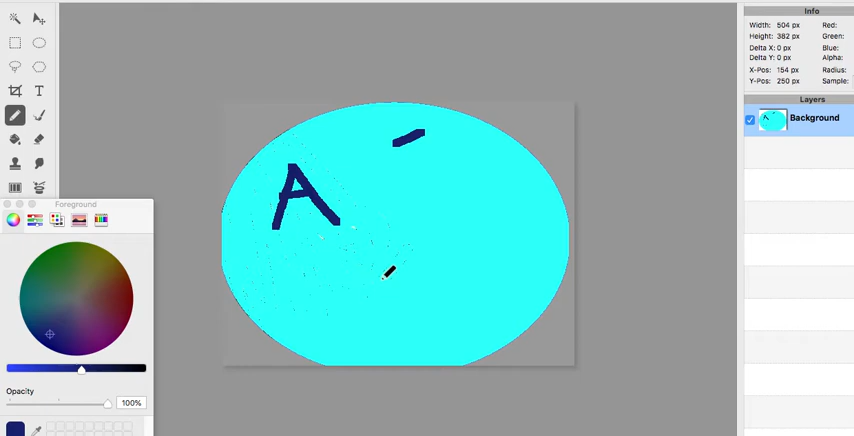 Info
Width: 504 px Red:
Height: 382 px Green:
Delta X: 0 px Blue:
Delta Y: 0 px Alpha:
X-Pos: 154 px Radius:
Y-Pos: 250 px Sample:
Layers
Background
T
A
Foreground
Opacity
100%